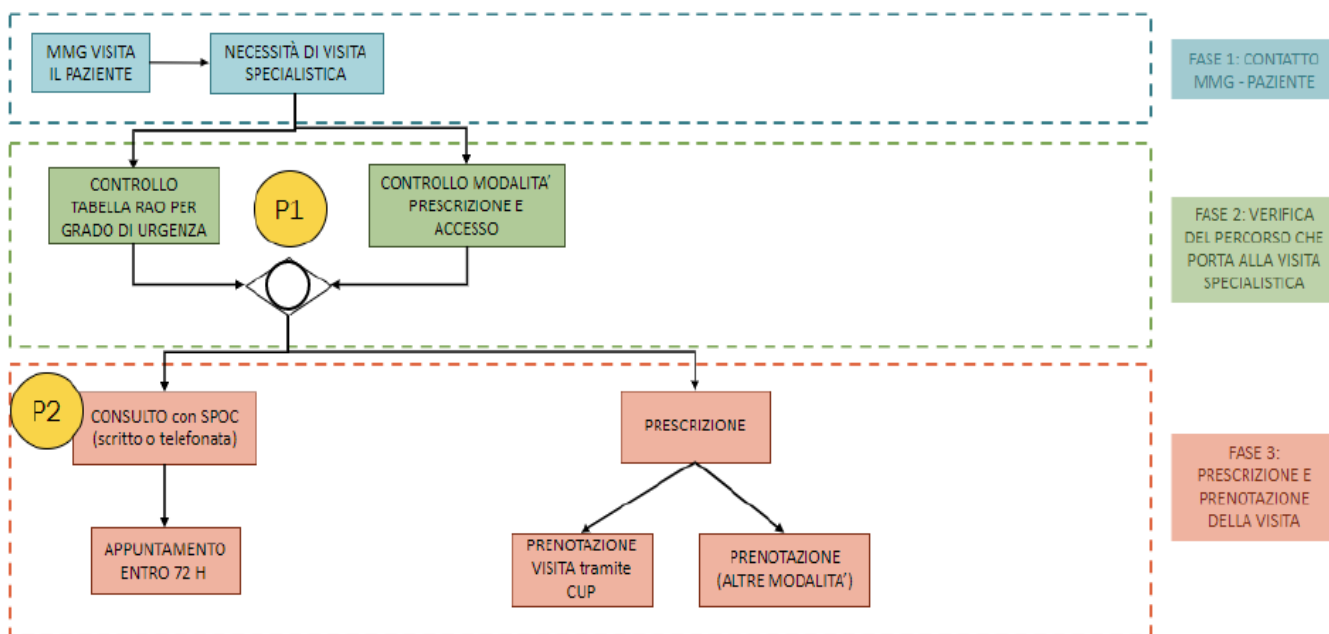 MMG VISITA
IL PAZIENTE
NECESSITÀ DI VISITA
SPECIALISTICA
FASE 1: CONTATTO
MMG - PAZIENTE
CONTROLLO
TABELLA RAO PER
GRADO DI URGENZA
P1
CONTROLLO MODALITA’
PRESCRIZIONE E
ACCESSO
FASE 2: VERIFICA
DEL PERCORSO CHE
PORTA ALLA VISITA
SPECIALISTICA
P2
CONSULTO con SPOC
(scritto o telefonata)
PRESCRIZIONE
FASE 3:
PRESCRIZIONE E
PRENOTAZIONE
DELLA VISITA
APPUNTAMENTO
ENTRO 72 H
PRENOTAZIONE
VISITA tramite
CUP
PRENOTAZIONE
(ALTRE MODALITA’)